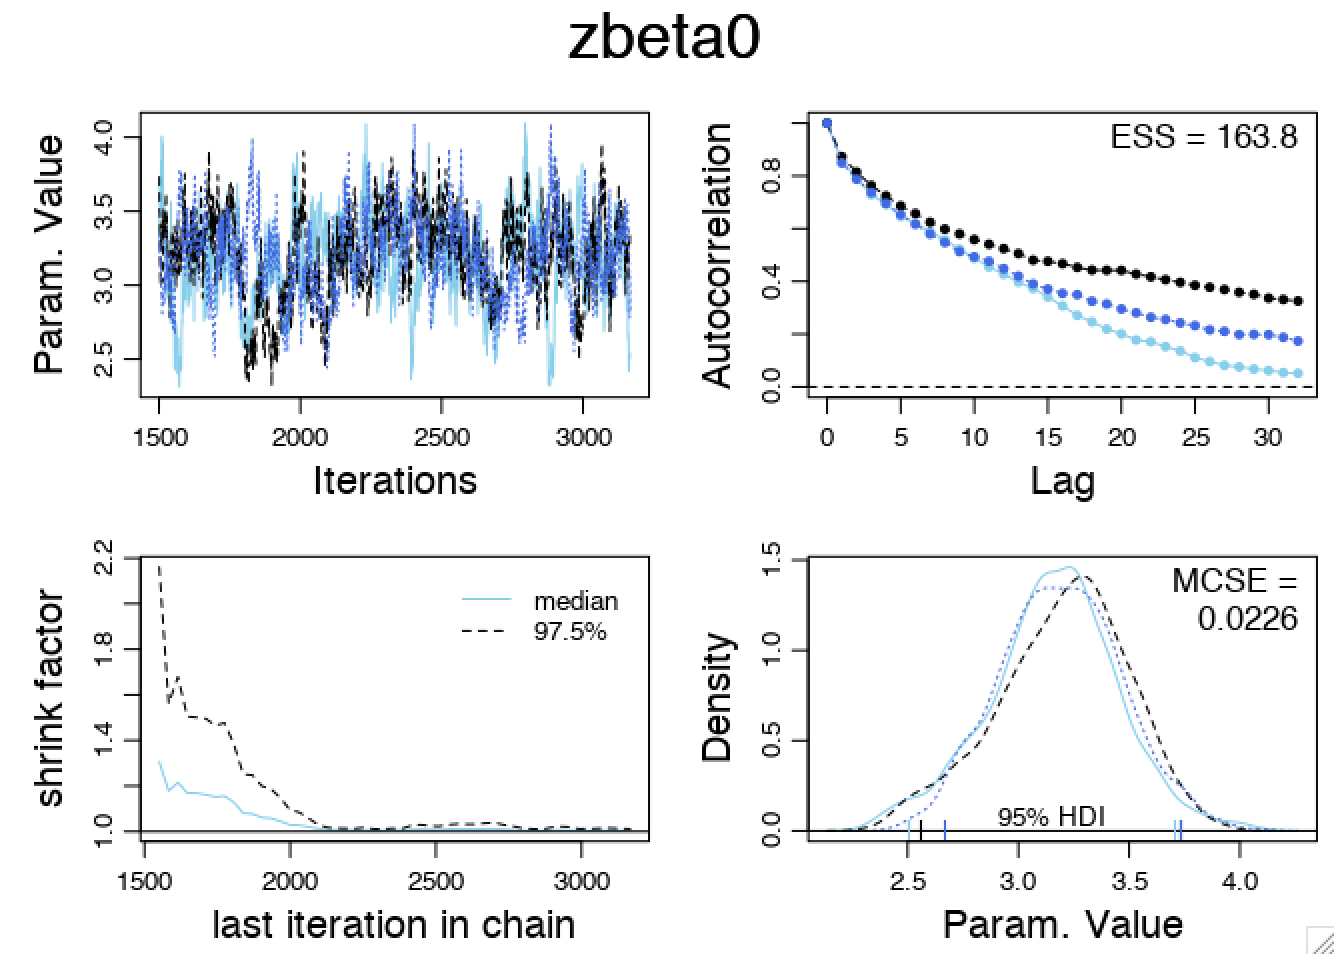 zbeta0
Param. Value
4.0
3.5
3.0
2.5
1500 2000 2500 3000
Iterations
Autocorrelation
0.8
0.4
0.0
ESS = 163.8
0 5 10 15 20 25 30
Lag
shrink factor
2.2
1.8
1.4
1.0
median
97.5%
1500 2000 2500 3000
last iteration in chain
Density
1.5
1.0
0.5
0.0
MCSE =
0.0226
95% HDI
2.5 3.0 3.5 4.0
Param. Value